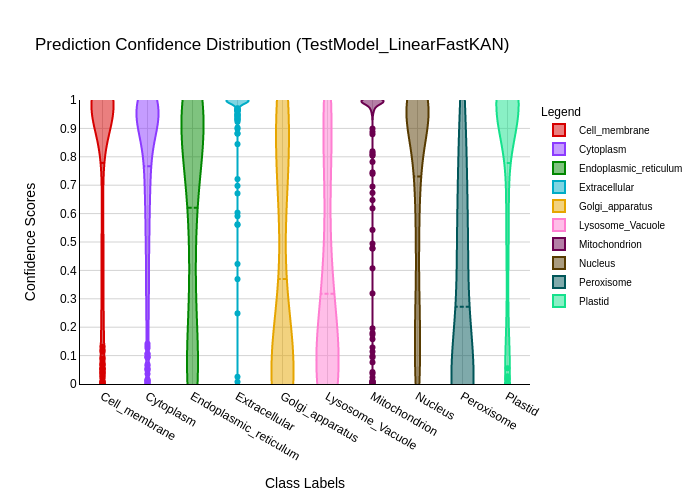 Prediction Confidence Distribution (TestModel_LinearFastKAN)
Legend
Cell_membrane
Cytoplasm
Endoplasmic_reticulum
Extracellular
Golgi_apparatus
Lysosome_Vacuole
Mitochondrion
Nucleus
Peroxisome
Plastid
Confidence Scores
1
0.9
0.8
0.7
0.6
0.5
0.4
0.3
0.2
0.1
0
Cell_membrane
Cytoplasm
Endoplasmic_reticulum
Extracellular
Golgi_apparatus
Lysosome_Vacuole
Mitochondrion
Nucleus
Peroxisome
Plastid
Class Labels